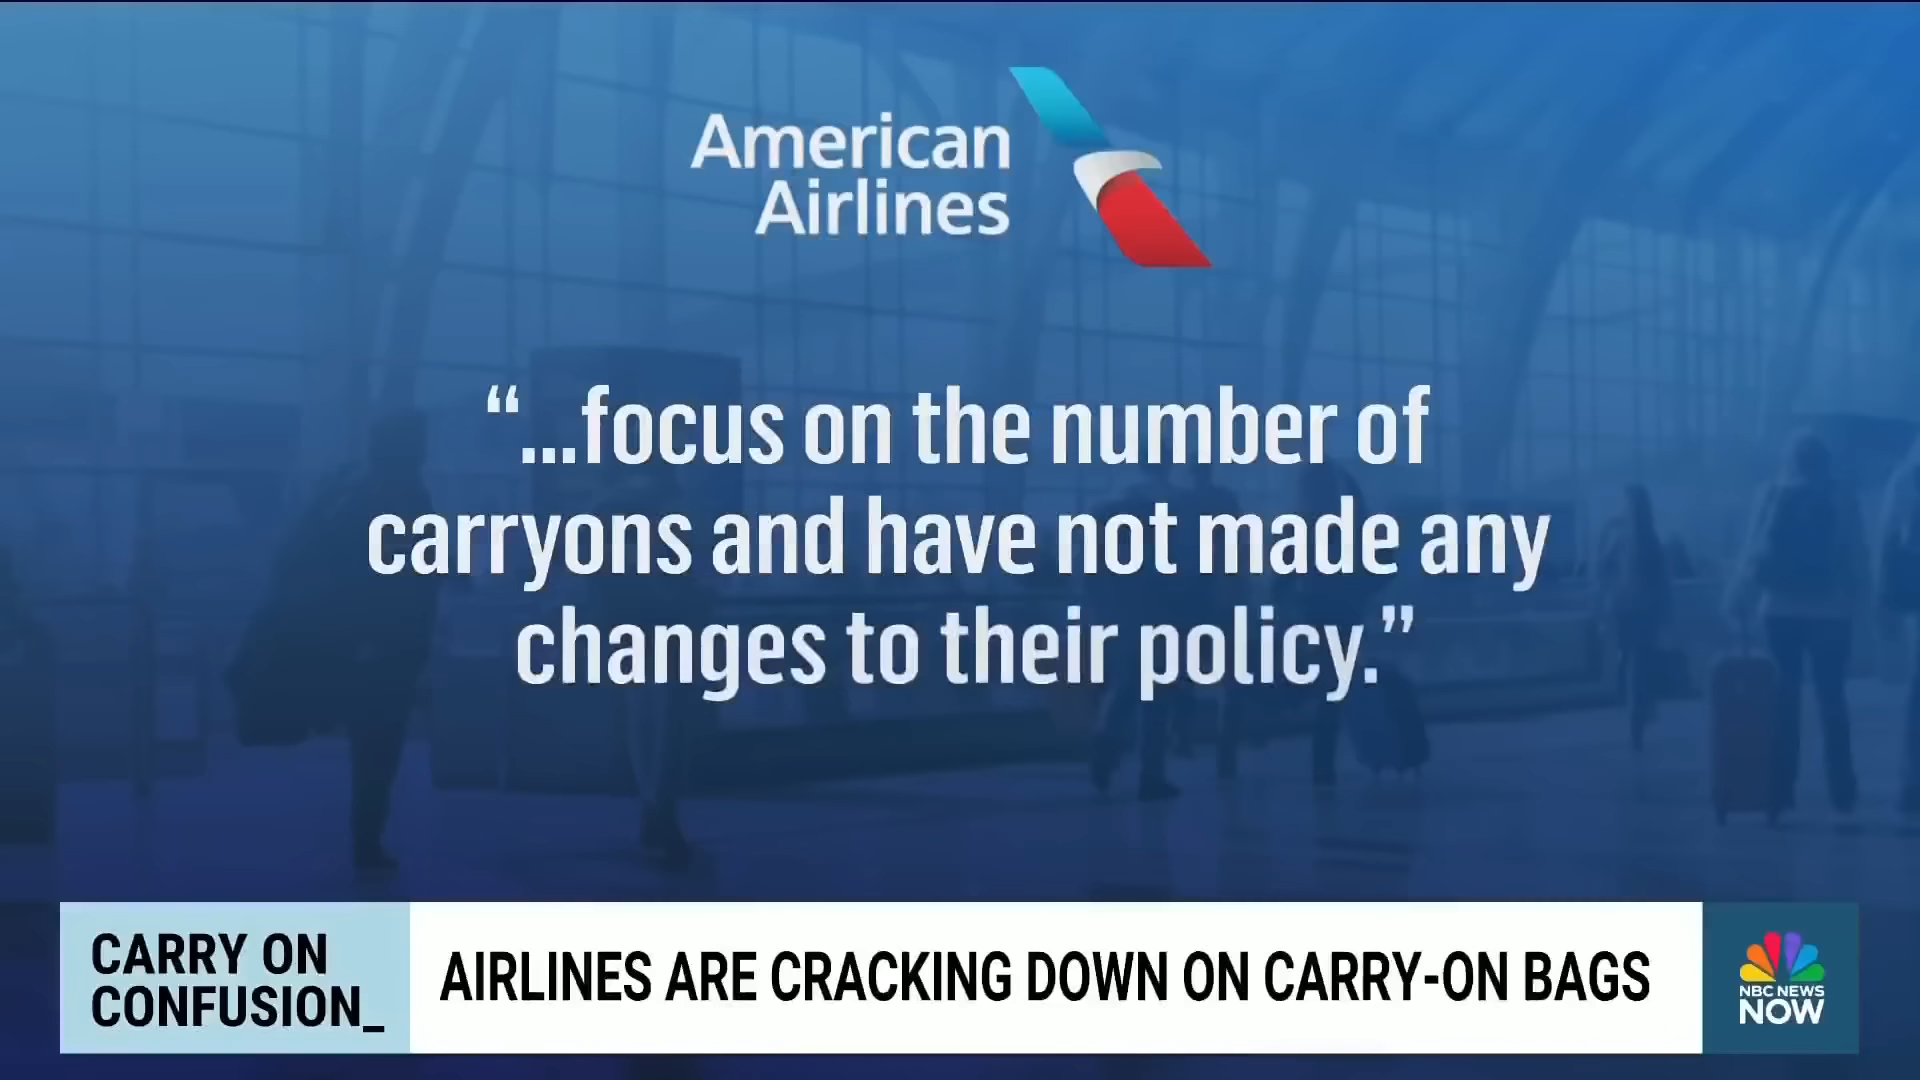 American
Airlines
“...focus on the number of
carryons and have not made any
changes to their policy.”
CARRY ON
CONFUSION_
AIRLINES ARE CRACKING DOWN ON CARRY-ON BAGS
NBC NEWS
NOW